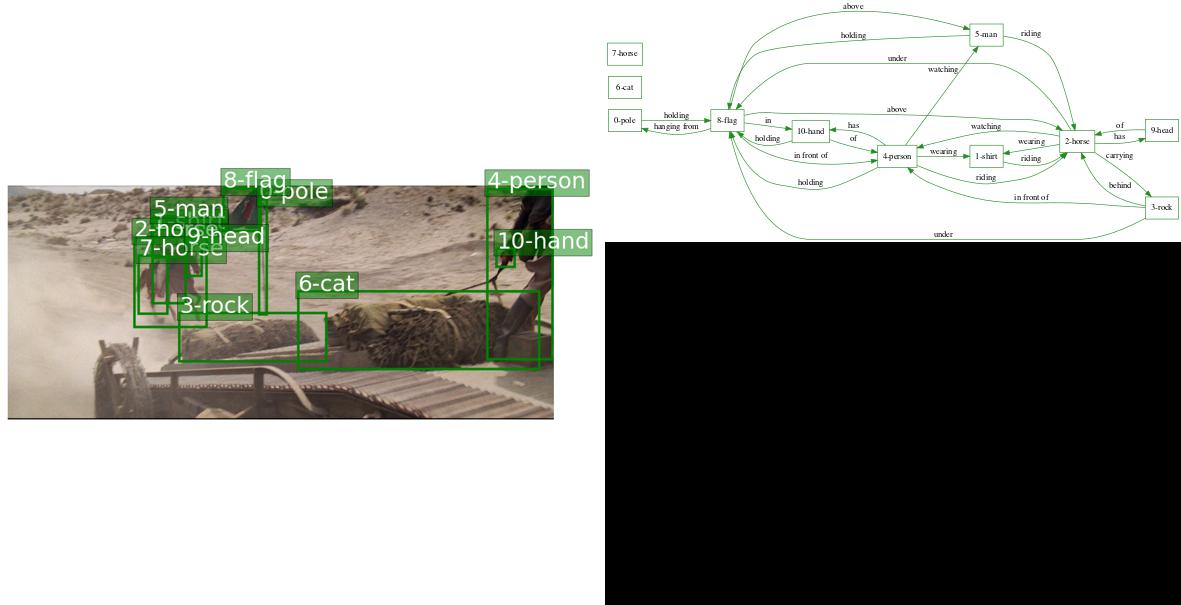 8-flag
0-pole
4-person
5-man
2-ho
9-head
10-hand
7-horse
6-cat
3-rock
above
5-man
holding
riding
7-horse
under
watching
6-cat
0-pole
holding
hanging from
8-flag
in
holding
10-hand
above
has
of
watching
2-horse
of
has
9-head
in front of
4-person
wearing
1-shirt
wearing
riding
carrying
holding
riding
behind
in front of
3-rock
under